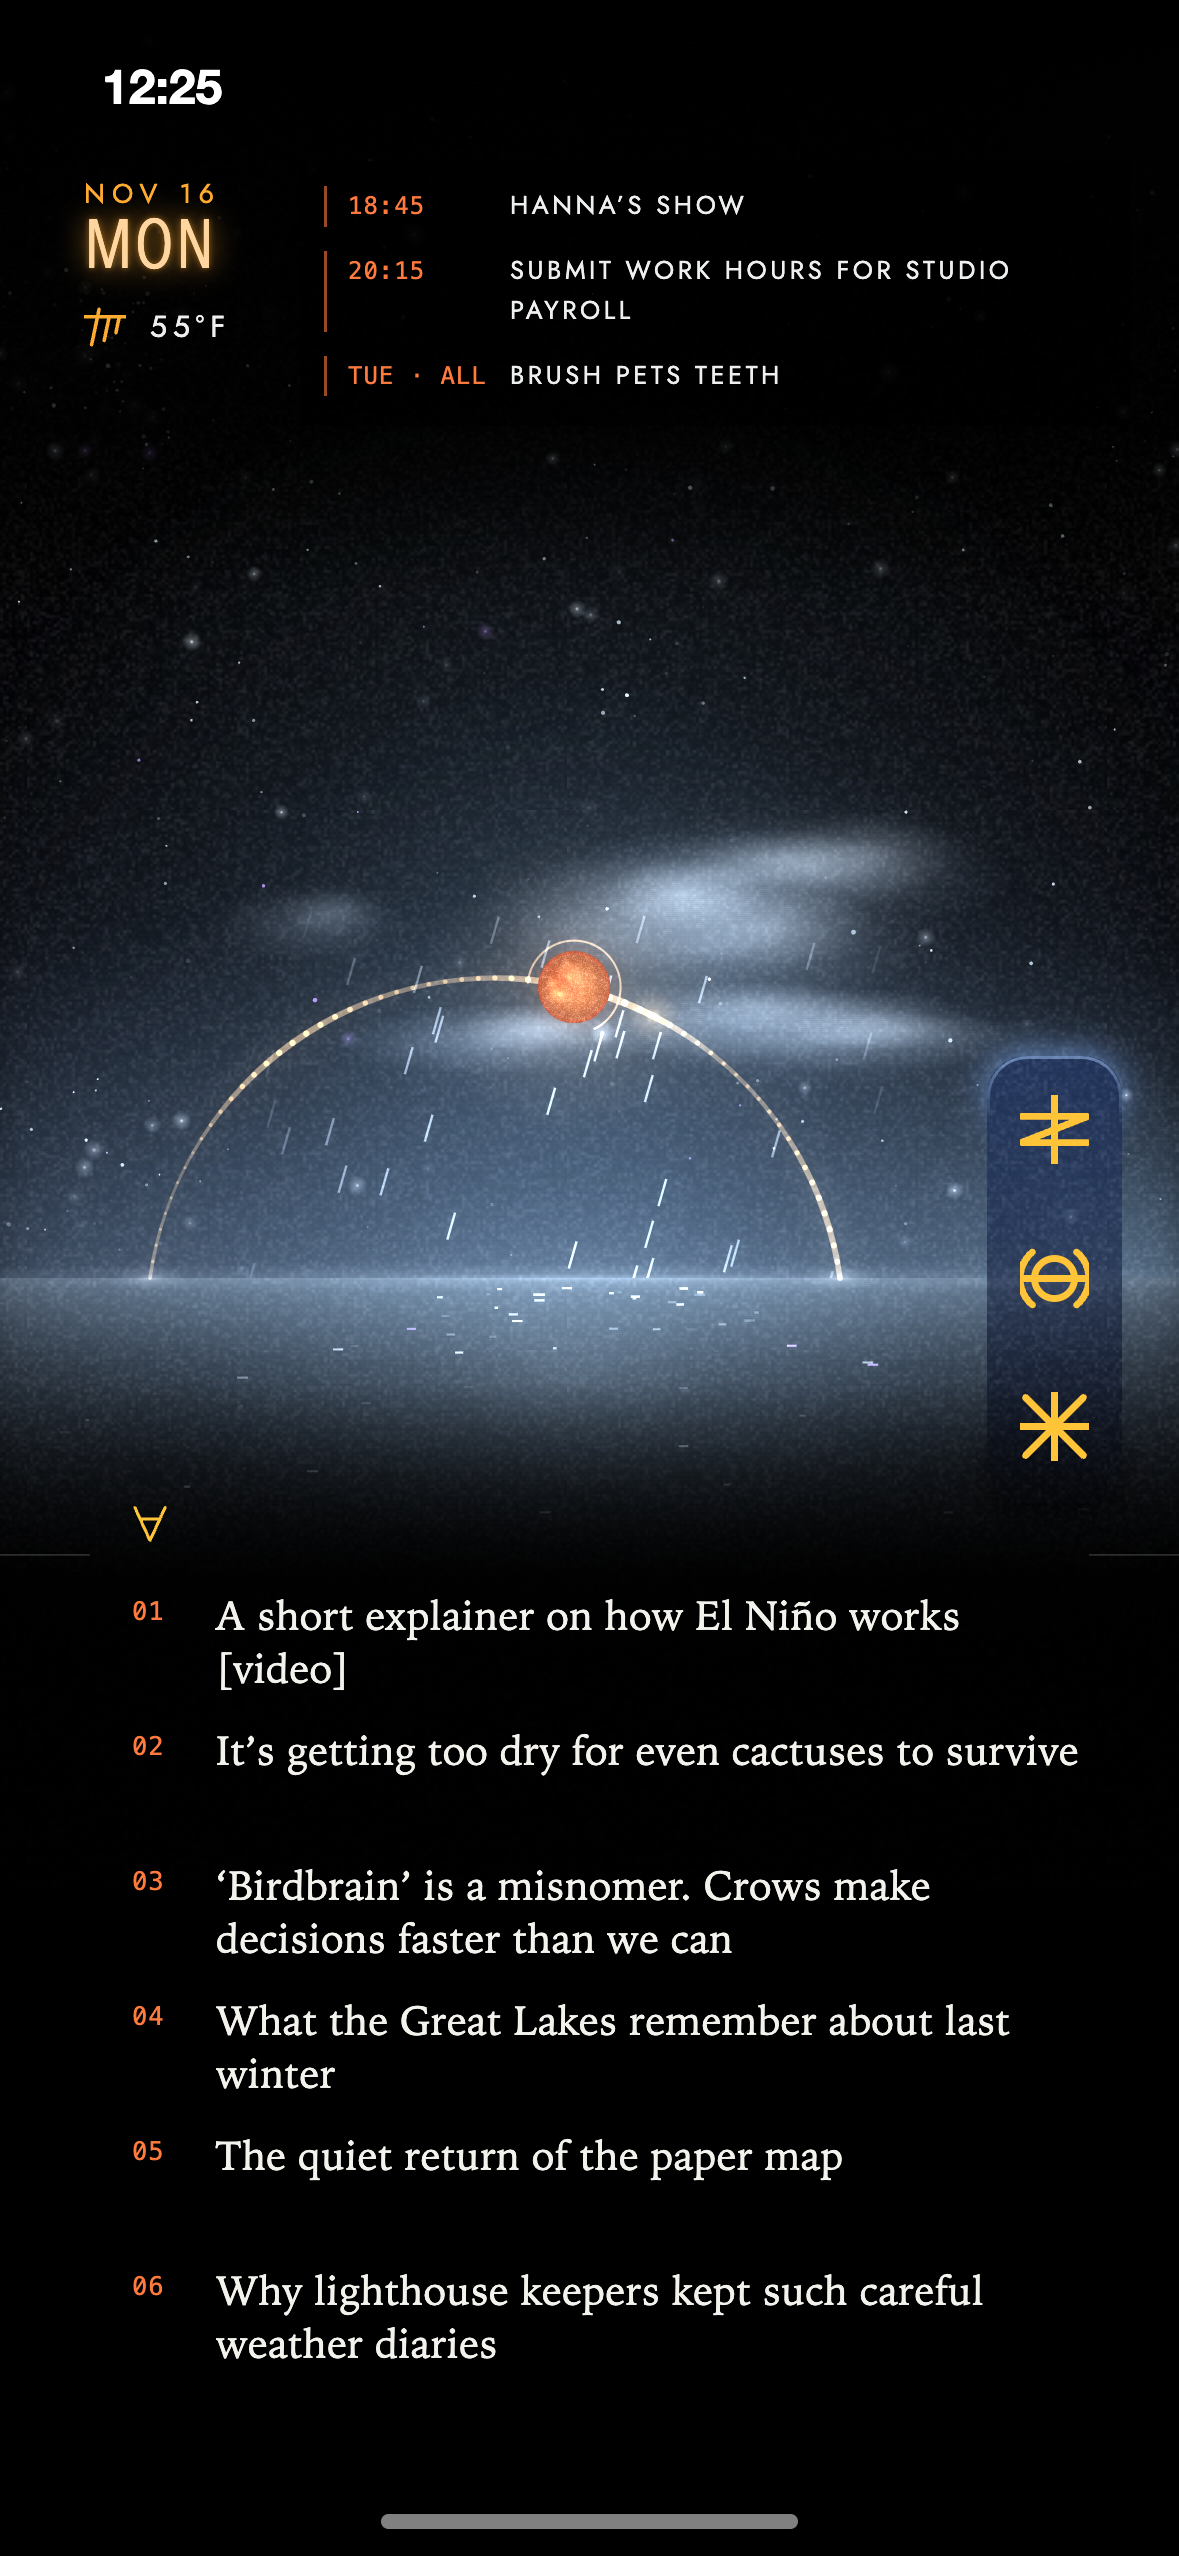 12:25
NOV 16
MON
55°F
18:45 HANNA’S SHOW
20:15 SUBMIT WORK HOURS FOR STUDIO
PAYROLL
TUE · ALL BRUSH PETS TEETH
01 A short explainer on how El Niño works
[video]
02 It’s getting too dry for even cactuses to survive
03 ‘Birdbrain’ is a misnomer. Crows make
decisions faster than we can
04 What the Great Lakes remember about last
winter
05 The quiet return of the paper map
06 Why lighthouse keepers kept such careful
weather diaries